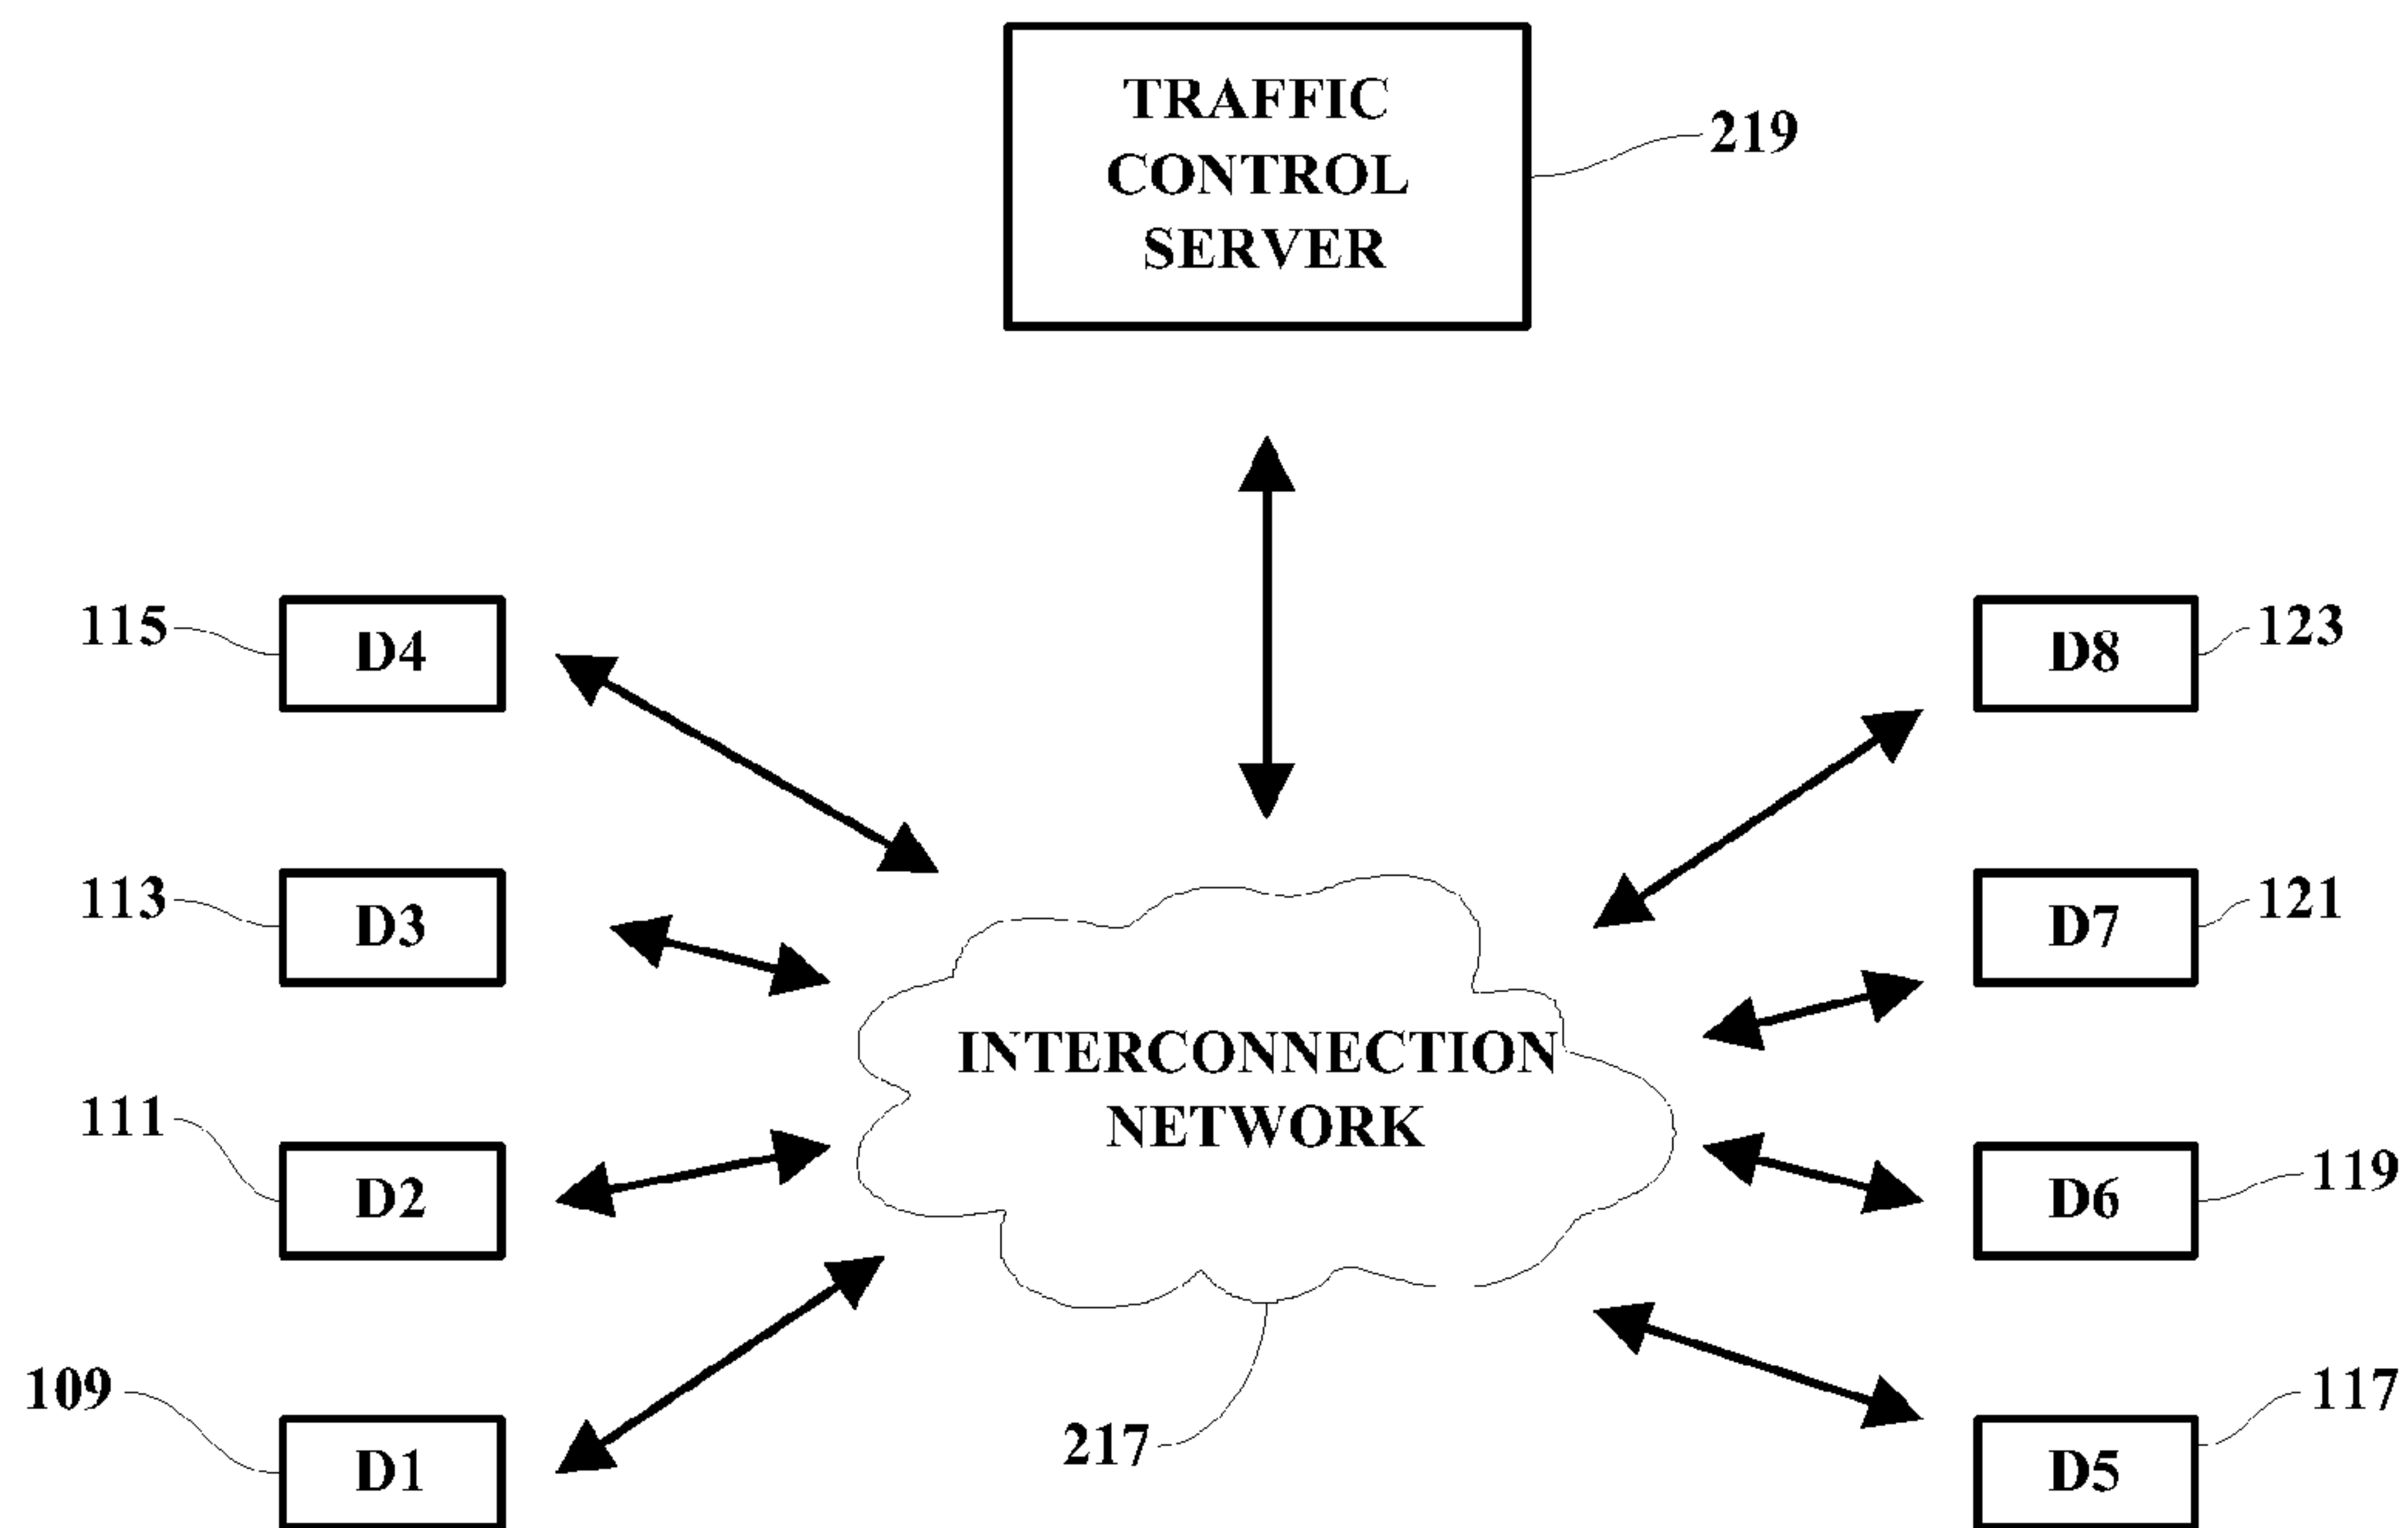 TRAFFIC
CONTROL
SERVER
219
115
D4
D8
123
113
D3
D7
121
INTERCONNECTION
NETWORK
111
D2
D6
119
109
D1
217
D5
117